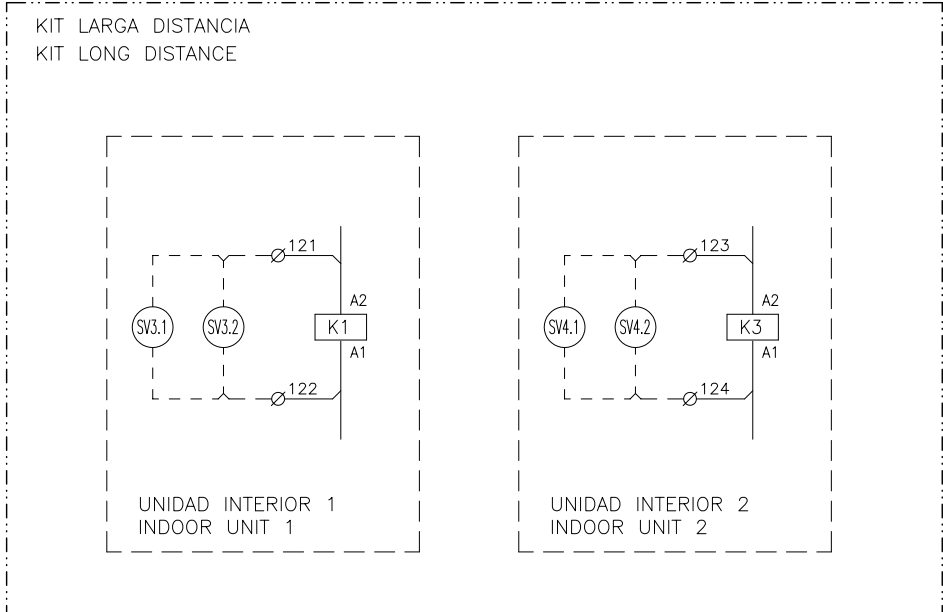 KIT LARGA DISTANCIA
KIT LONG DISTANCE
121
A2
SV3.1
SV3.2
K1
A1
122
UNIDAD INTERIOR 1
INDOOR UNIT 1
123
A2
SV4.1
SV4.2
K3
A1
124
UNIDAD INTERIOR 2
INDOOR UNIT 2